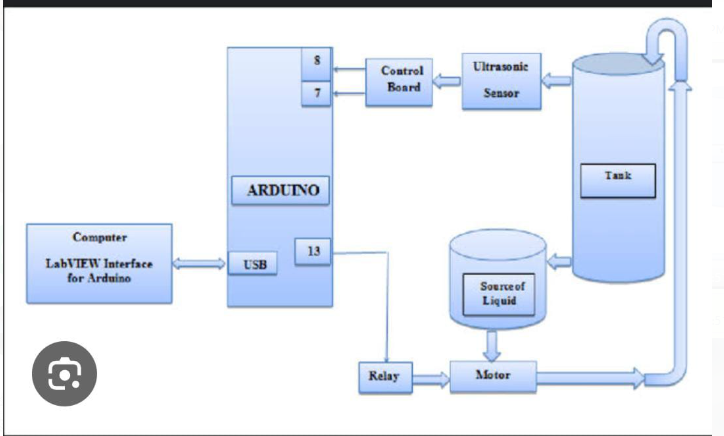 8
7
Control
Board
Ultrasonic
Sensor
Tank
ARDUINO
Computer
LabVIEW Interface
for Arduino
USB
13
Source of
Liquid
Relay
Motor